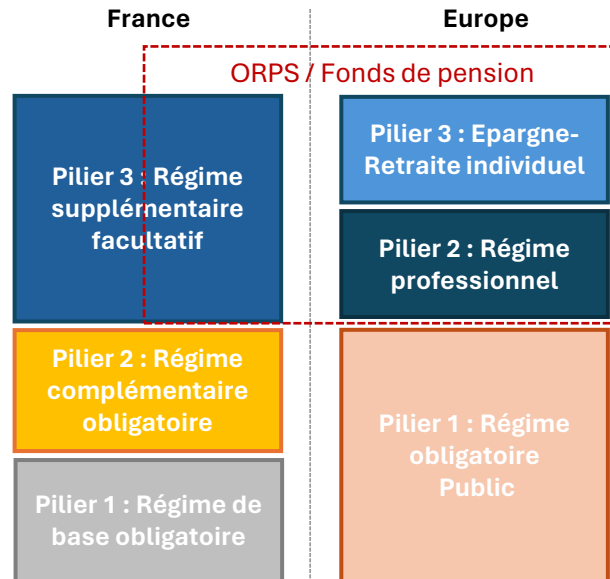 France
Europe
ORPS / Fonds de pension
Pilier 3 : Régime
supplémentaire
facultatif
Pilier 2 : Régime
complémentaire
obligatoire
Pilier 1 : Régime de
base obligatoire
Pilier 3 : Epargne-
Retraite individuel
Pilier 2 : Régime
professionnel
Pilier 1 : Régime
obligatoire
Public